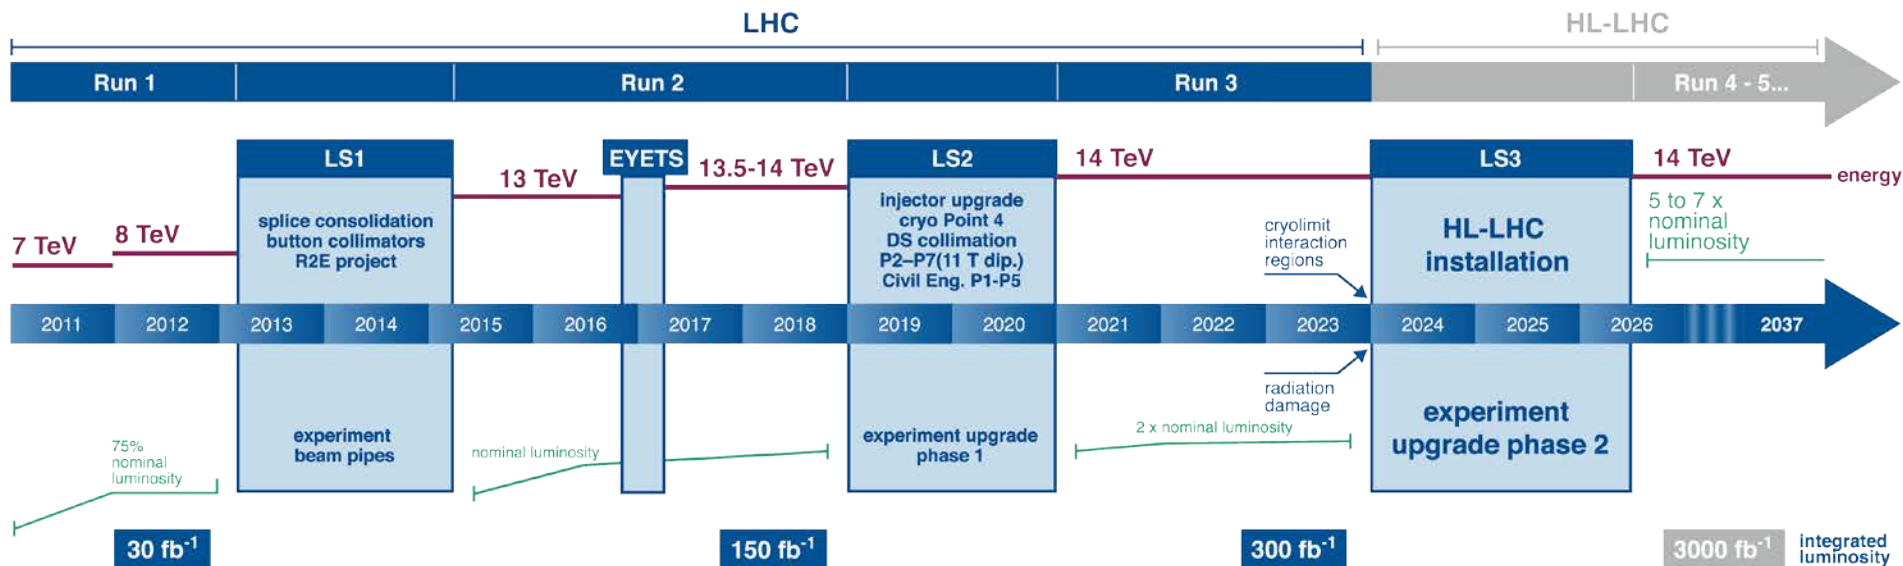 LHC
HL-LHC
Run 1
Run 2
Run 3
Run 4 - 5...
LS1
EYETS
LS2
LS3
7 TeV
8 TeV
13 TeV
13.5-14 TeV
14 TeV
14 TeV
energy
splice consolidation
button collimators
R2E project
injector upgrade
cryo Point 4
DS collimation
P2–P7(11 T dip.)
Civil Eng. P1-P5
cryolimit
interaction
regions
HL-LHC
installation
5 to 7 x
nominal
luminosity
2011
2012
2013
2014
2015
2016
2017
2018
2019
2020
2021
2022
2023
2024
2025
2026
2037
75%
nominal
luminosity
experiment
beam pipes
nominal luminosity
experiment upgrade
phase 1
2 x nominal luminosity
radiation
damage
experiment
upgrade phase 2
30 fb-1
150 fb-1
300 fb-1
3000 fb-1
integrated
luminosity